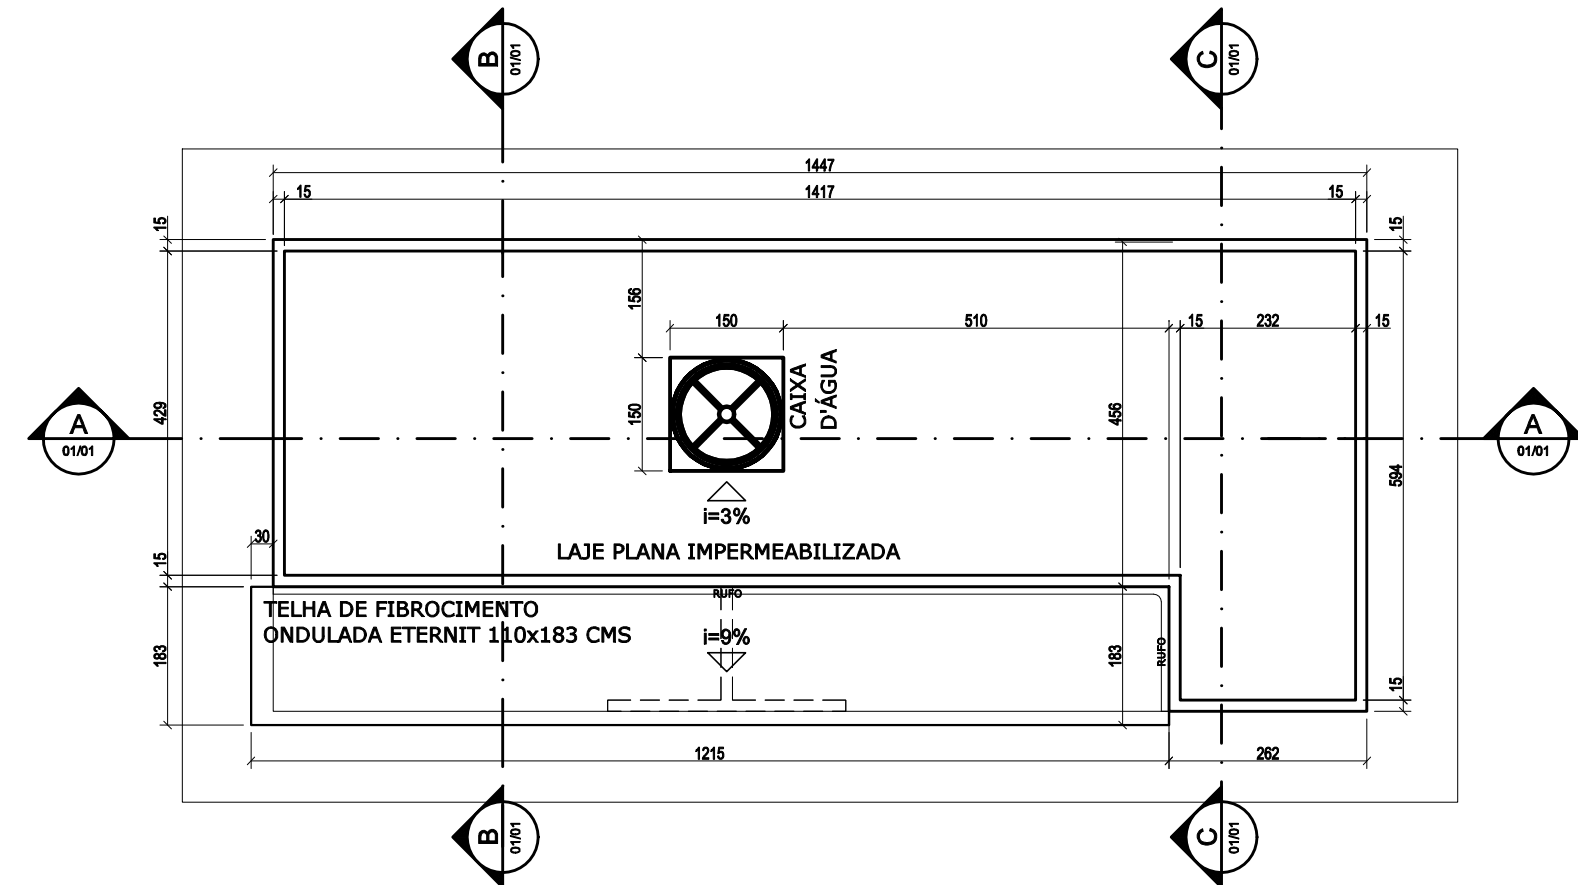 B
01/01
C
01/01
1447
15
1417
15
15
15
156
150
510
15
232
15
CAIXA
D'ÁGUA
429
150
456
A
01/01
A
01/01
594
i=3%
30
LAJE PLANA IMPERMEABILIZADA
15
RUFO
TELHA DE FIBROCIMENTO
ONDULADA ETERNIT 110x183 CMS
i=9%
183
183
RUFO
15
1215
262
B
01/01
C
01/01